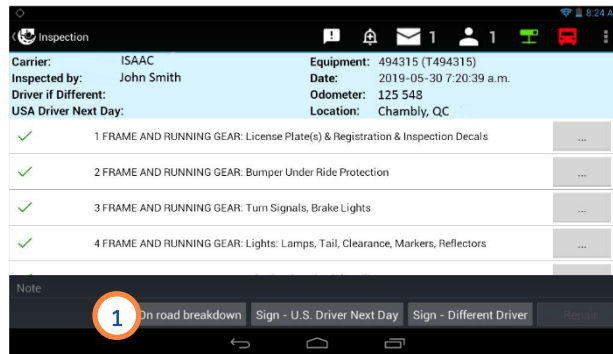 8:24 A
Inspection
1
1
Carrier: ISAAC Equipment: 494315 (T494315)
Inspected by: John Smith Date: 2019-05-30 7:20:39 a.m.
Driver if Different: Odometer: 125 548
USA Driver Next Day: Location: Chambly, QC
1 FRAME AND RUNNING GEAR: License Plate(s) & Registration & Inspection Decals ...
2 FRAME AND RUNNING GEAR: Bumper Under Ride Protection ...
3 FRAME AND RUNNING GEAR: Turn Signals, Brake Lights ...
4 FRAME AND RUNNING GEAR: Lights: Lamps, Tail, Clearance, Markers, Reflectors ...
Note
1 On road breakdown Sign - U.S. Driver Next Day Sign - Different Driver Repair